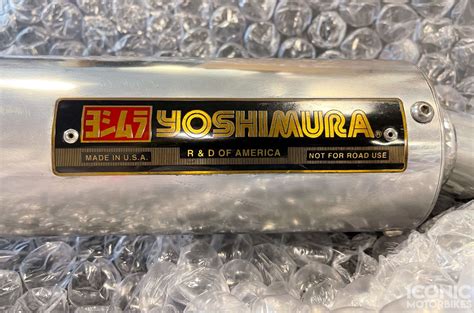 ヨシムラ YOSHIMURA®
MADE IN U.S.A. R & D OF AMERICA NOT FOR ROAD USE
ICONIC
MOTORBIKES